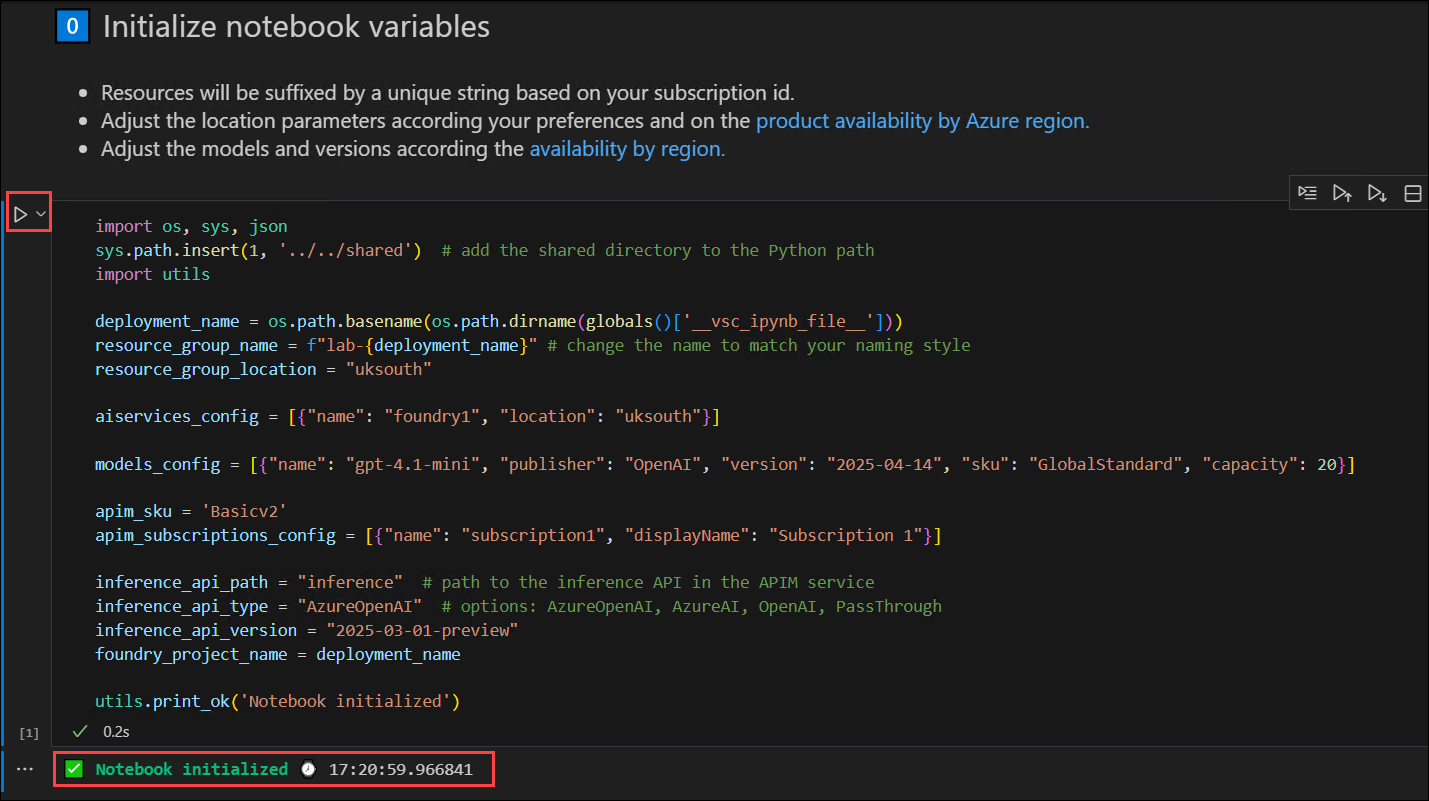 0 Initialize notebook variables
• Resources will be suffixed by a unique string based on your subscription id.
• Adjust the location parameters according your preferences and on the product availability by Azure region.
• Adjust the models and versions according the availability by region.
import os, sys, json
sys.path.insert(1, '../../shared')  # add the shared directory to the Python path
import utils
deployment_name = os.path.basename(os.path.dirname(globals()['__vsc_ipynb_file__']))
resource_group_name = f"lab-{deployment_name}" # change the name to match your naming style
resource_group_location = "uksouth"
aiservices_config = [{"name": "foundry1", "location": "uksouth"}]
models_config = [{"name": "gpt-4.1-mini", "publisher": "OpenAI", "version": "2025-04-14", "sku": "GlobalStandard", "capacity": 20}]
apim_sku = 'Basicv2'
apim_subscriptions_config = [{"name": "subscription1", "displayName": "Subscription 1"}]
inference_api_path = "inference"  # path to the inference API in the APIM service
inference_api_type = "AzureOpenAI"  # options: AzureOpenAI, AzureAI, OpenAI, PassThrough
inference_api_version = "2025-03-01-preview"
foundry_project_name = deployment_name
utils.print_ok('Notebook initialized')
[1] ✓ 0.2s
... ✅ Notebook initialized ⌚ 17:20:59.966841